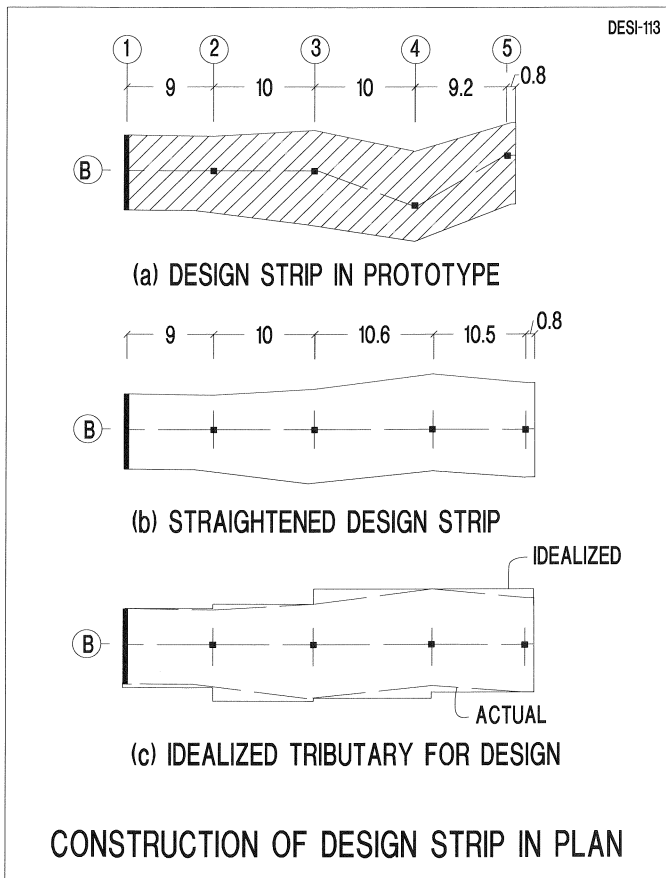 DESI-113
1 2 3 4 5
9 10 10 9.2 0.8
B
(a) DESIGN STRIP IN PROTOTYPE
9 10 10.6 10.5 0.8
B
(b) STRAIGHTENED DESIGN STRIP
IDEALIZED
B
ACTUAL
(c) IDEALIZED TRIBUTARY FOR DESIGN
CONSTRUCTION OF DESIGN STRIP IN PLAN